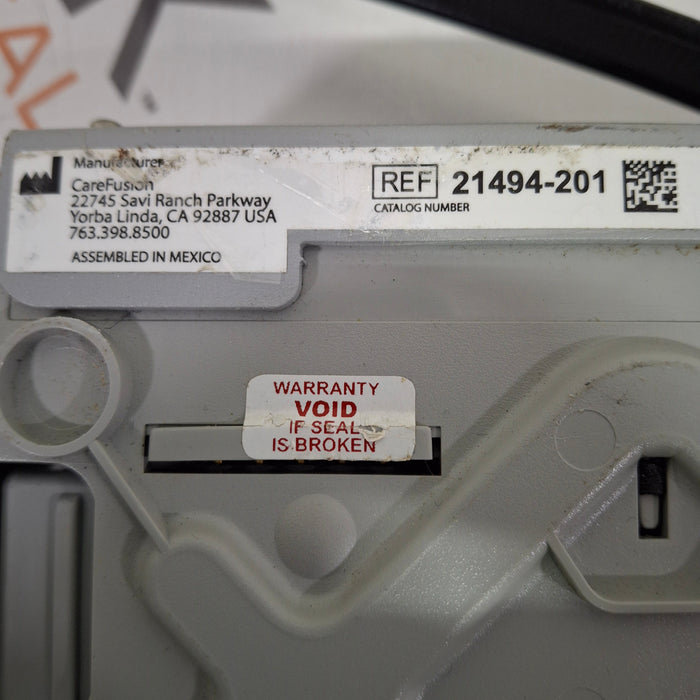 AL
Manufacturer
CareFusion
22745 Savi Ranch Parkway
Yorba Linda, CA 92887 USA
763.398.8500
ASSEMBLED IN MEXICO
REF 21494-201
CATALOG NUMBER
WARRANTY
VOID
IF SEAL
IS BROKEN